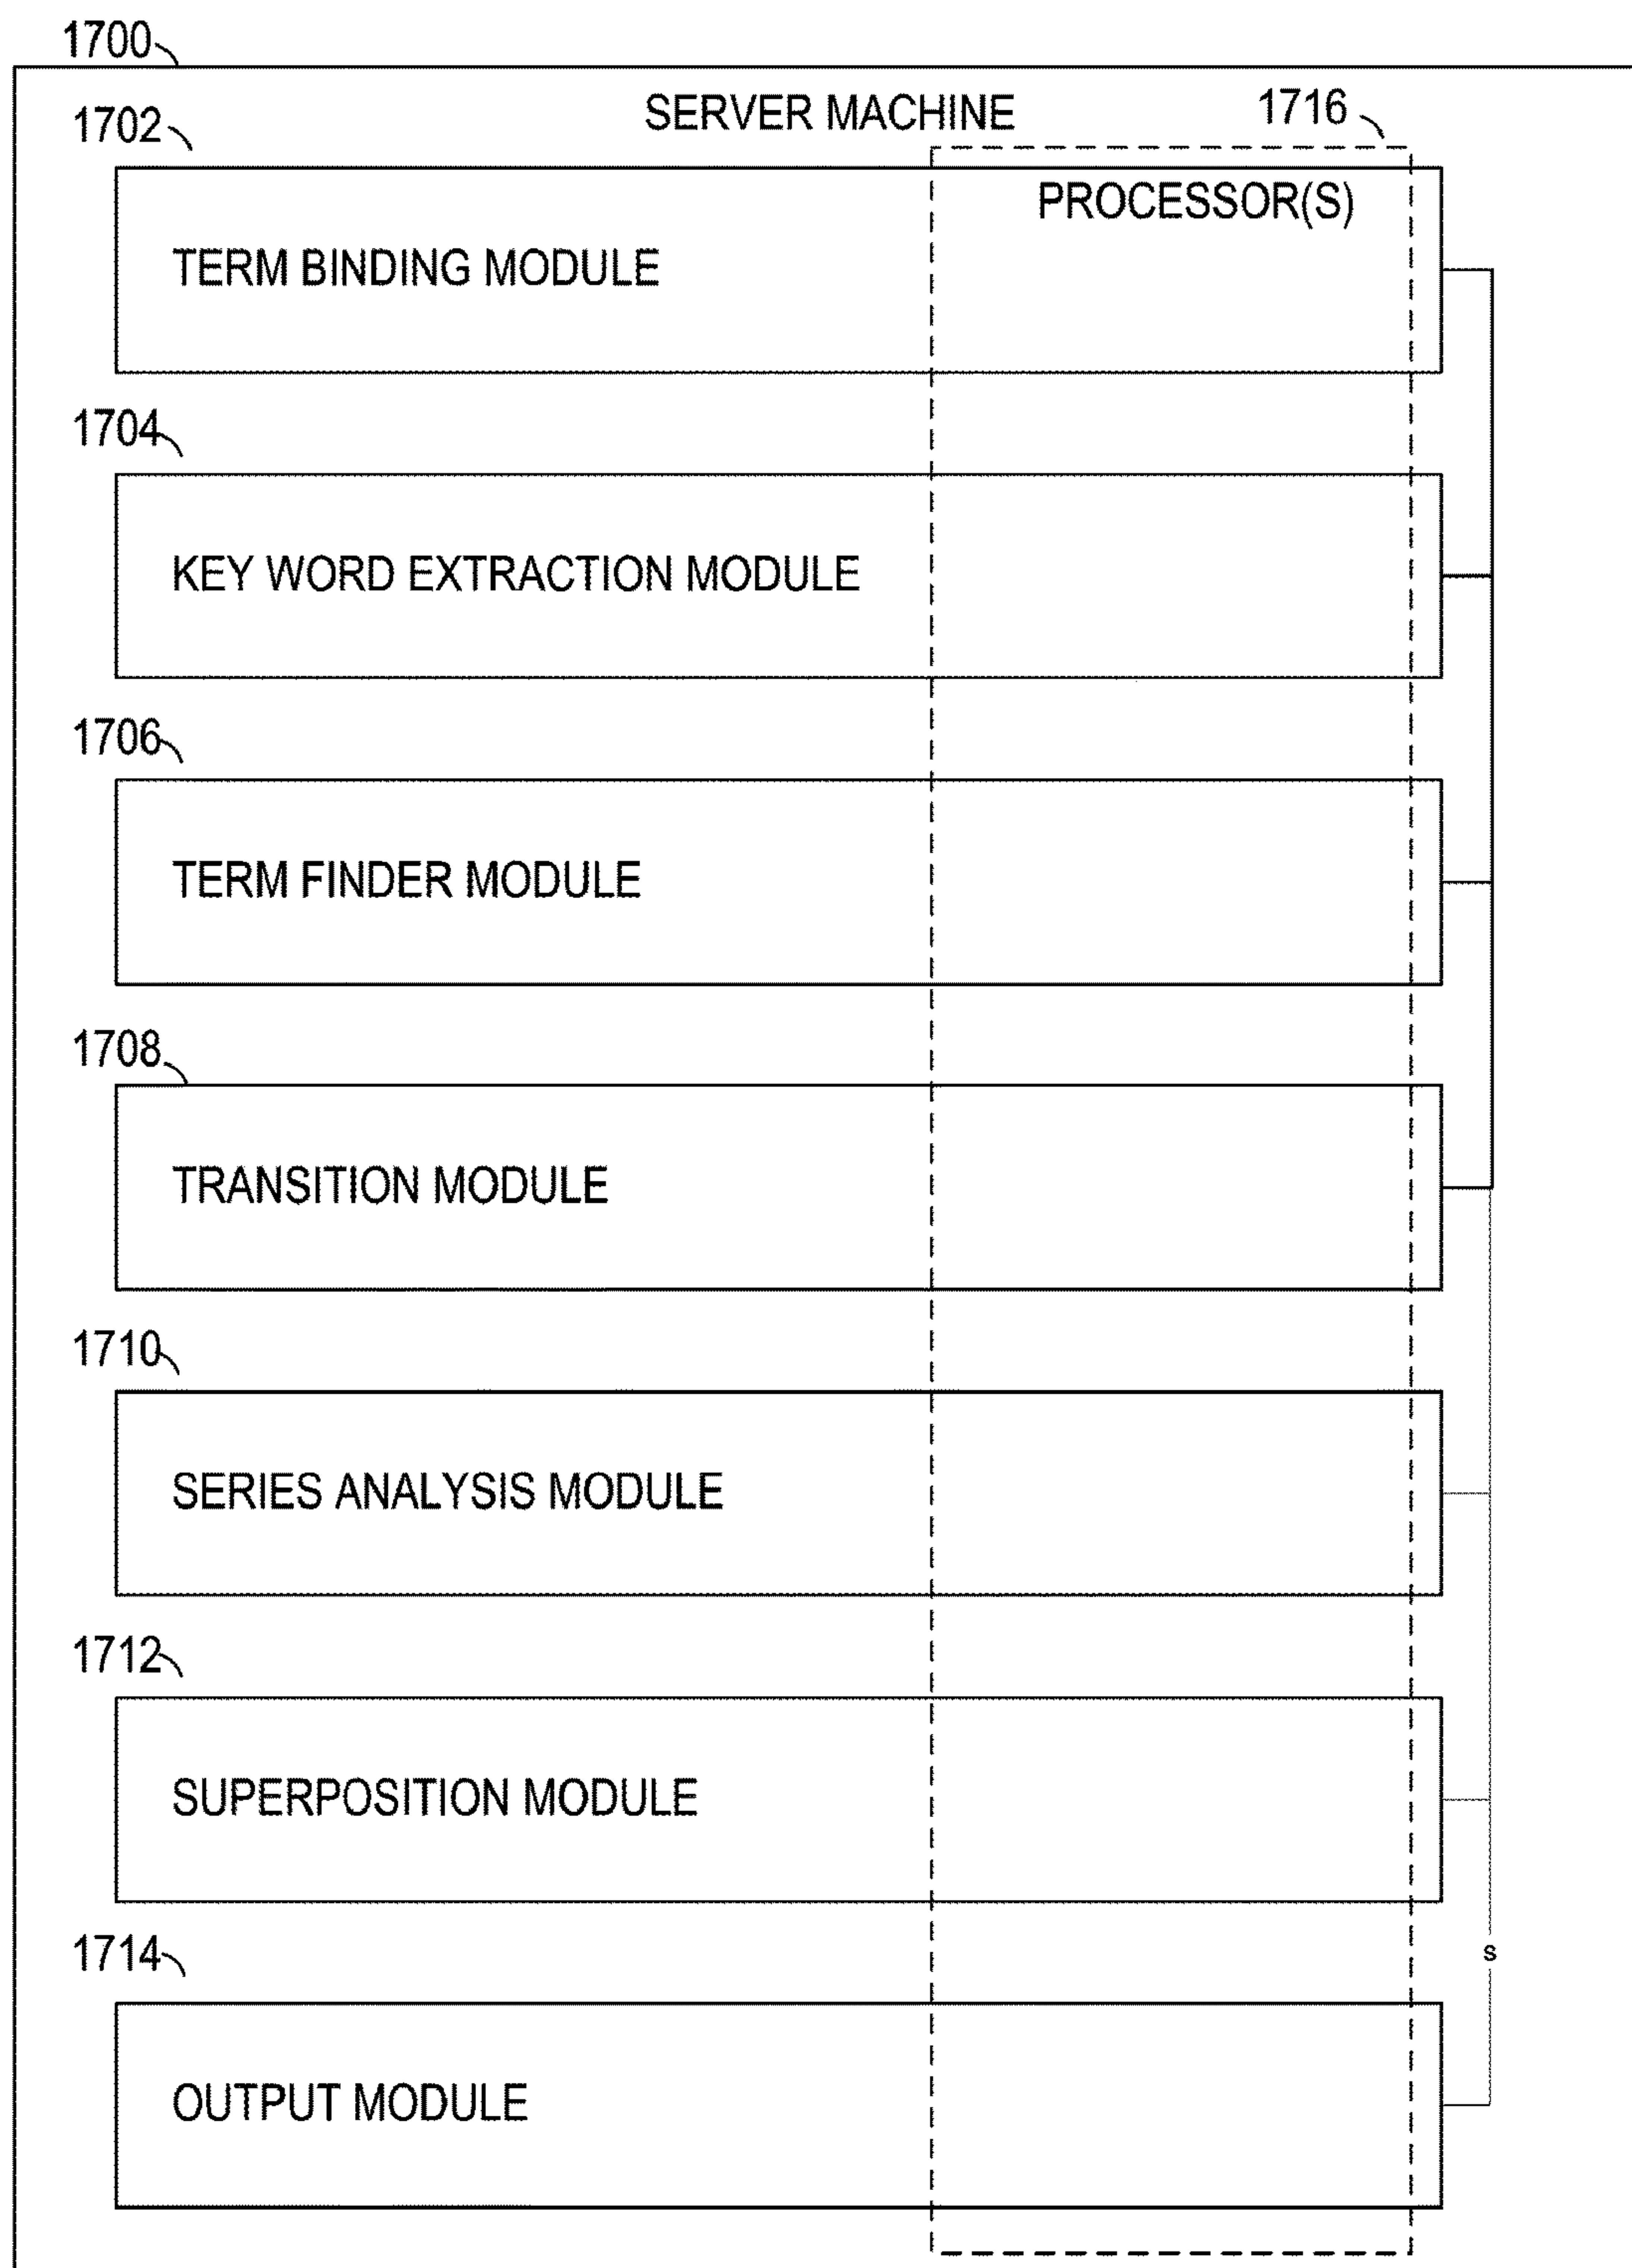 1700
SERVER MACHINE
1716
1702
PROCESSOR(S)
TERM BINDING MODULE
1704
KEY WORD EXTRACTION MODULE
1706
TERM FINDER MODULE
1708
TRANSITION MODULE
1710
SERIES ANALYSIS MODULE
1712
SUPERPOSITION MODULE
1714
s
OUTPUT MODULE